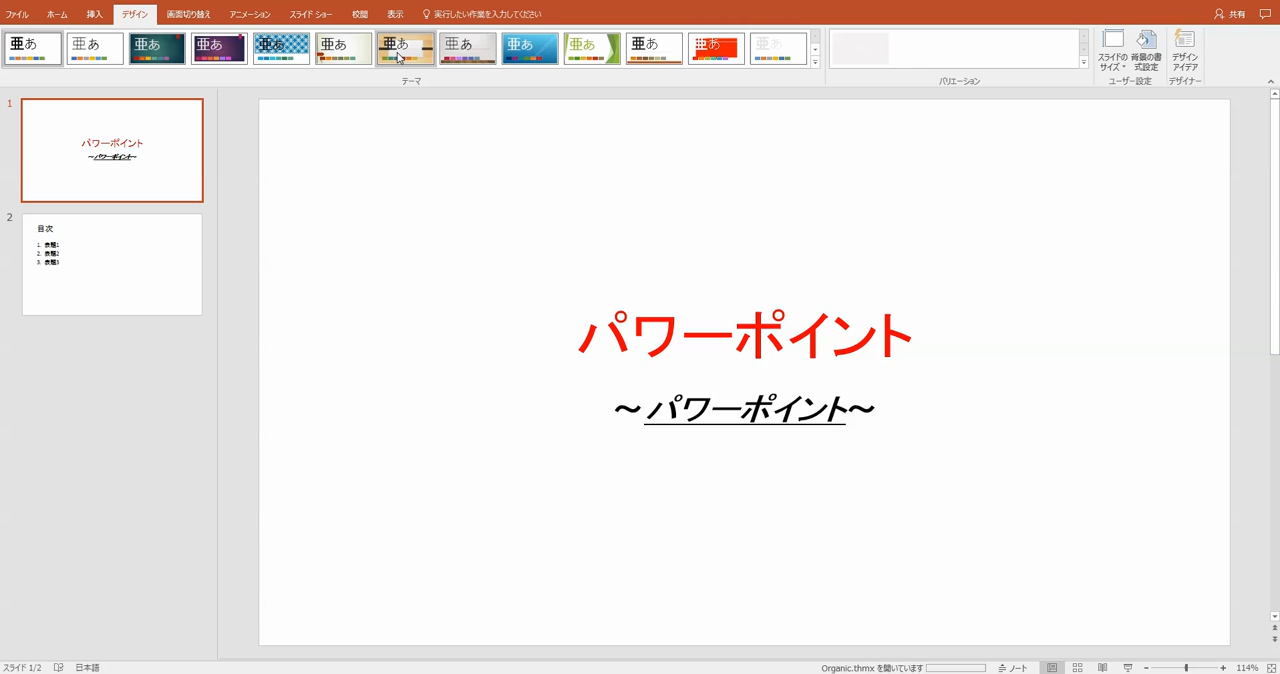 ファイル ホーム 挿入 デザイン 画面切り替え アニメーション スライド ショー 校閲 表示 実行したい作業を入力してください 共有
亜あ 亜あ 亜あ 亜あ 亜あ 亜あ 亜あ 亜あ 亜あ 亜あ 亜あ 亜あ 亜あ
スライドの サイズ 背景の書式設定 デザイン アイデア
テーマ バリエーション ユーザー設定 デザイナー
1
パワーポイント
~パワーポイント~
2
目次
1. 表題1
2. 表題2
3. 表題3
パワーポイント
~パワーポイント~
スライド 1/2 日本語 Organic.thmx を開いています ノート 114%